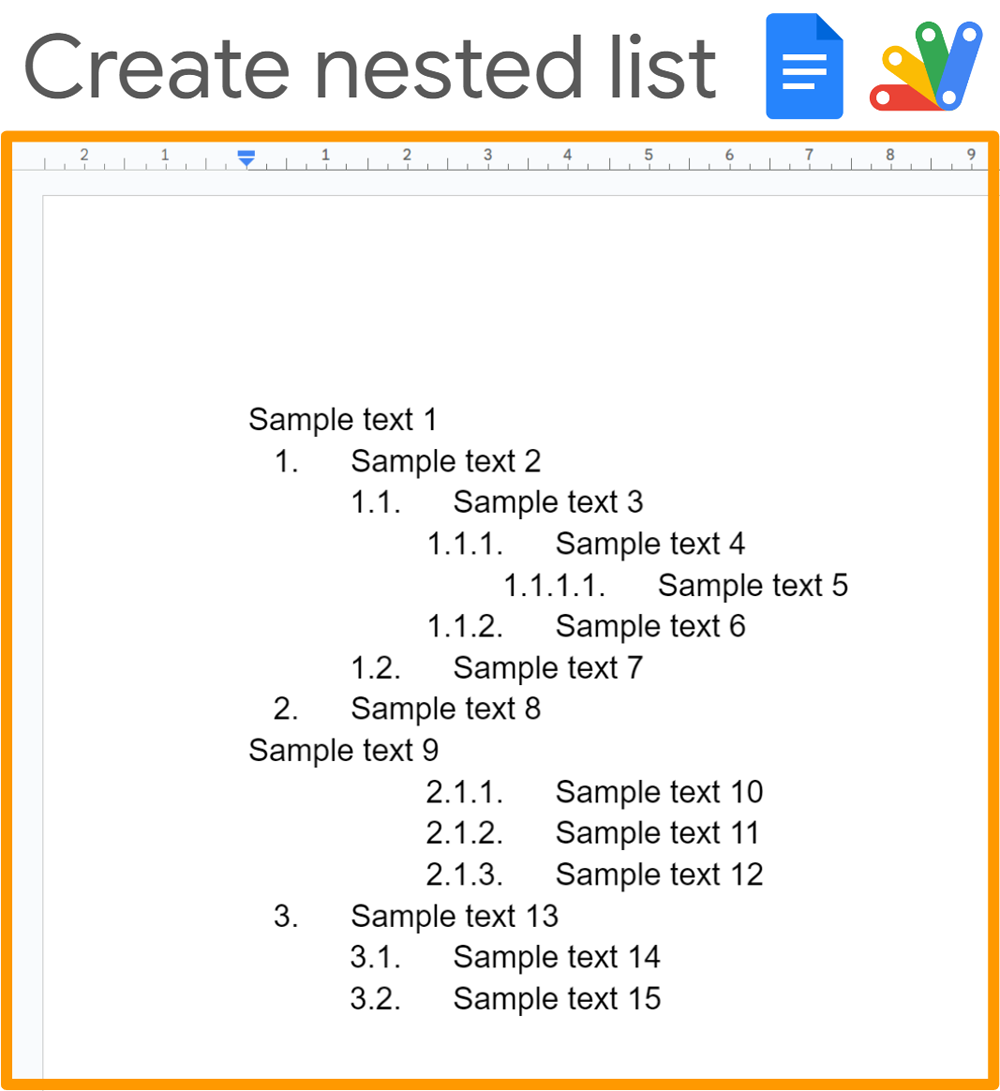 Create nested list
2 1 1 2 3 4 5 6 7 8 9
Sample text 1
1. Sample text 2
1.1. Sample text 3
1.1.1. Sample text 4
1.1.1.1. Sample text 5
1.1.2. Sample text 6
1.2. Sample text 7
2. Sample text 8
Sample text 9
2.1.1. Sample text 10
2.1.2. Sample text 11
2.1.3. Sample text 12
3. Sample text 13
3.1. Sample text 14
3.2. Sample text 15